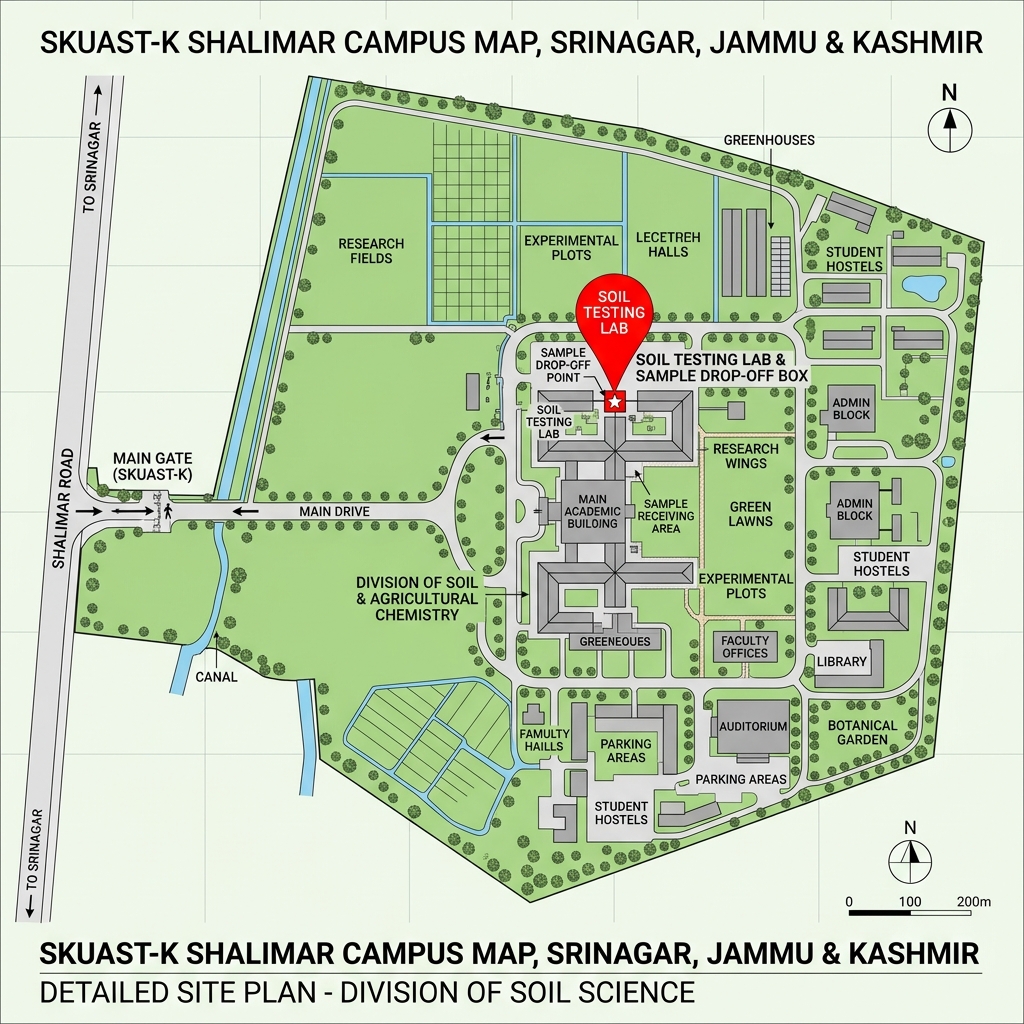 SKUAST-K SHALIMAR CAMPUS MAP, SRINAGAR, JAMMU & KASHMIR
TO SRINAGAR
N
GREENHOUSES
RESEARCH
FIELDS
EXPERIMENTAL
PLOTS
LECETREH
HALLS
STUDENT
HOSTELS
SOIL
TESTING
LAB
SAMPLE
DROP-GFF
POINT
SOIL TESTING LAB &
SAMPLE DROP-OFF BOX
SOIL
TESTING
LAB
ADMIN
BLOCK
MAIN GATE
(SKUAST-K)
SHALIMAR ROAD
MAIN DRIVE
RESEARCH
WINGS
MAIN
ACADEMIC
BUILDING
SAMPLE
RECEIVING
AREA
GREEN
LAWNS
ADMIN
BLOCK
STUDENT
HOSTELS
DIVISION OF SOIL
& AGRICULTURAL
CHEMISTRY
EXPERIMENTAL
PLOTS
GREENEOUES
FACULTY
OFFICES
LIBRARY
CANAL
FAMULTY
HAILLS
PARKING
AREAS
AUDITORIUM
BOTANICAL
GARDEN
PARKING AREAS
STUDENT
HOSTELS
TO SRINAGAR
N
0 100 200m
SKUAST-K SHALIMAR CAMPUS MAP, SRINAGAR, JAMMU & KASHMIR
DETAILED SITE PLAN - DIVISION OF SOIL SCIENCE